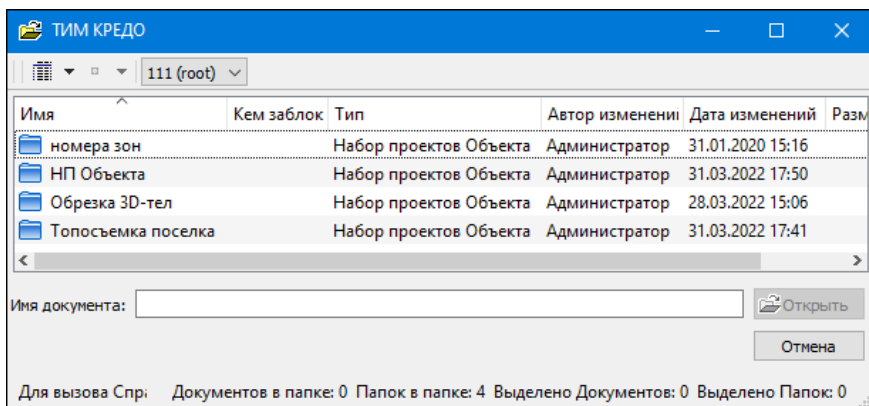 ТИМ КРЕДО
111 (root)
Имя Кем заблок Тип Автор изменени Дата изменений Разм
номера зон Набор проектов Объекта Администратор 31.01.2020 15:16
НП Объекта Набор проектов Объекта Администратор 31.03.2022 17:50
Обрезка 3D-тел Набор проектов Объекта Администратор 28.03.2022 15:06
Топосъемка поселка Набор проектов Объекта Администратор 31.03.2022 17:41
Имя документа: Открыть
Отмена
Для вызова Спра Документов в папке: 0 Папок в папке: 4 Выделено Документов: 0 Выделено Папок: 0